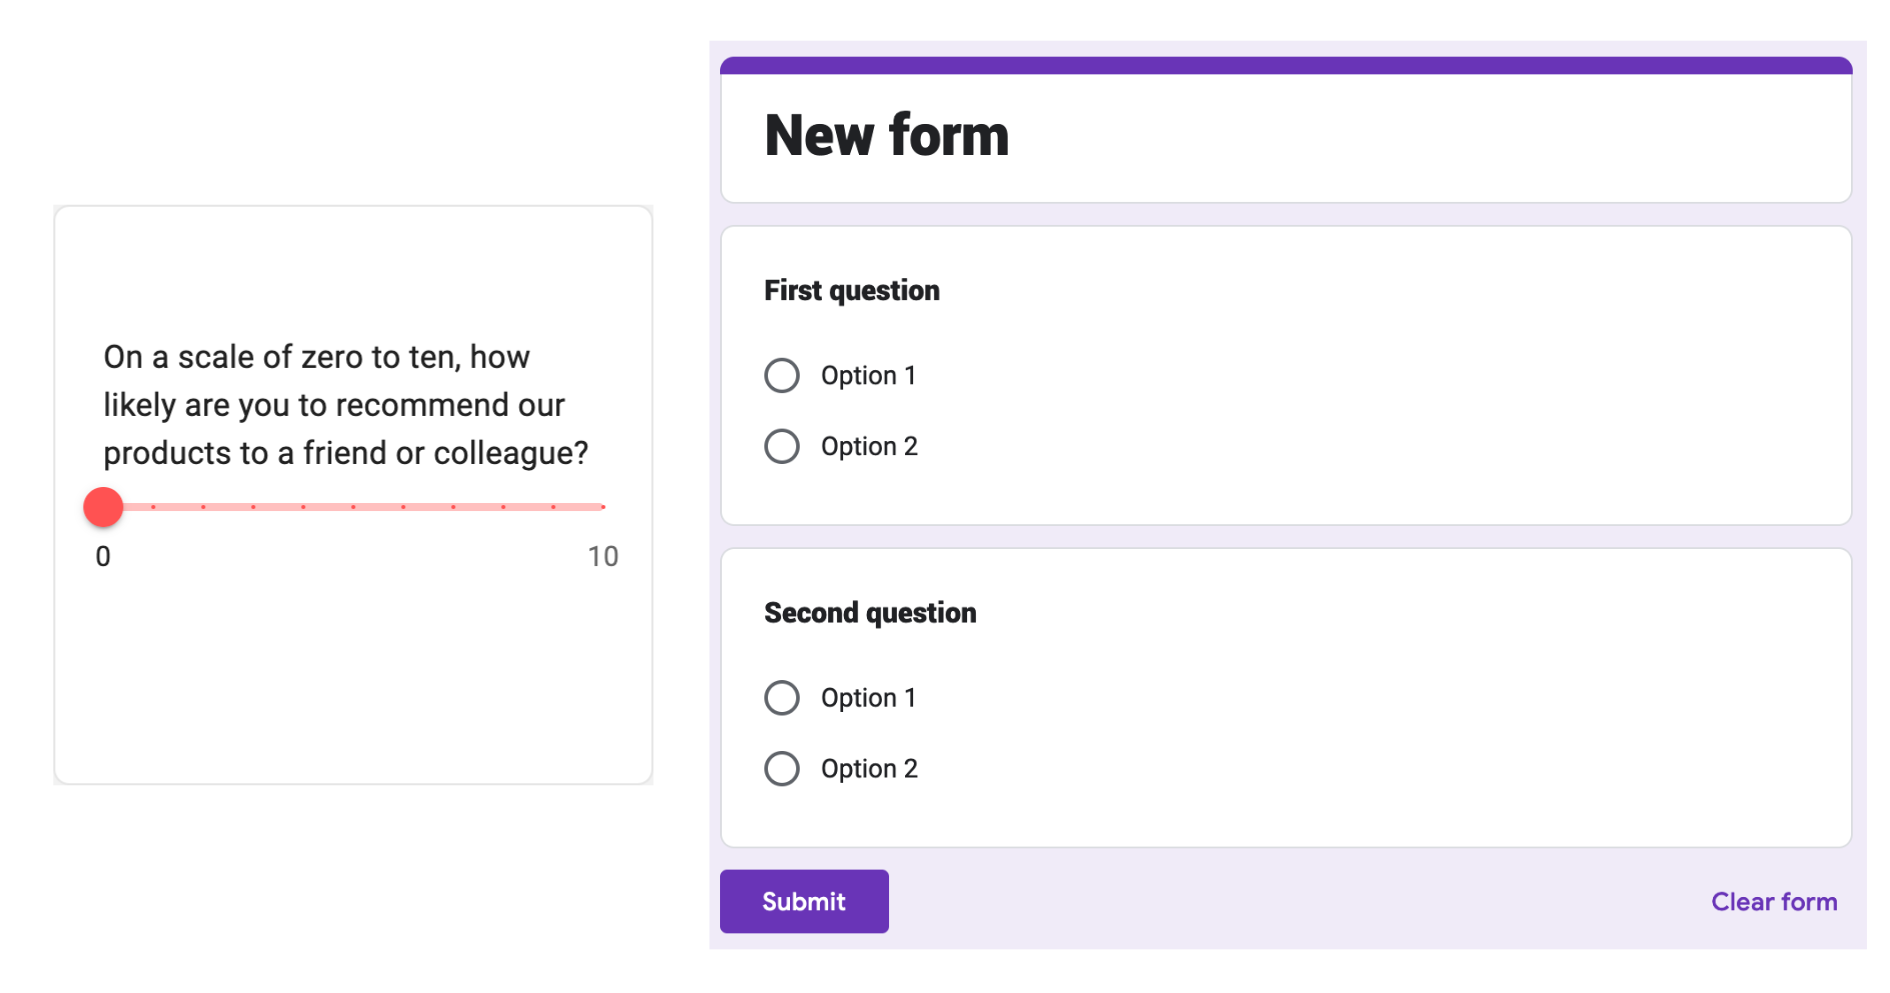 On a scale of zero to ten, how
likely are you to recommend our
products to a friend or colleague?
0 10
New form
First question
Option 1
Option 2
Second question
Option 1
Option 2
Submit
Clear form